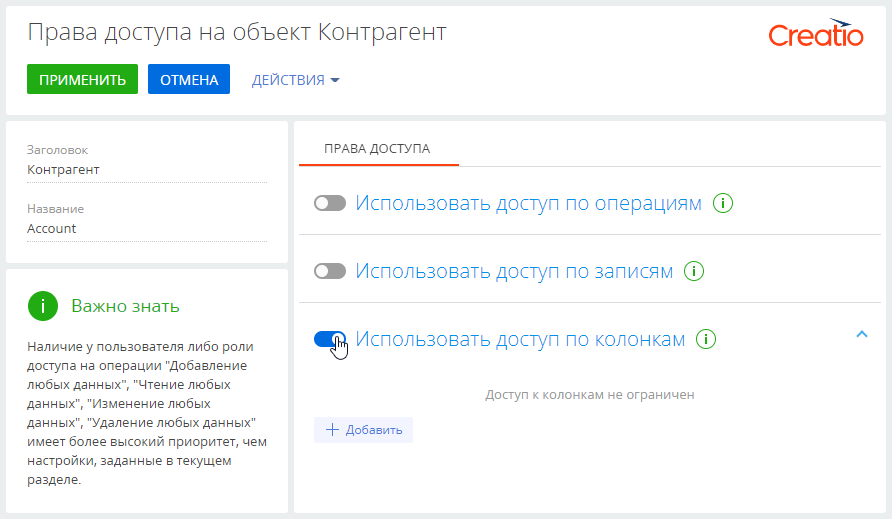 Права доступа на объект Контрагент
Creatio
ПРИМЕНИТЬ
ОТМЕНА
ДЕЙСТВИЯ
Заголовок
Контрагент
Название
Account
Важно знать
Наличие у пользователя либо роли
доступа на операции "Добавление
любых данных", "Чтение любых
данных", "Изменение любых
данных", "Удаление любых данных"
имеет более высокий приоритет, чем
настройки, заданные в текущем
разделе.
ПРАВА ДОСТУПА
Использовать доступ по операциям
Использовать доступ по записям
Использовать доступ по колонкам
Доступ к колонкам не ограничен
+ Добавить